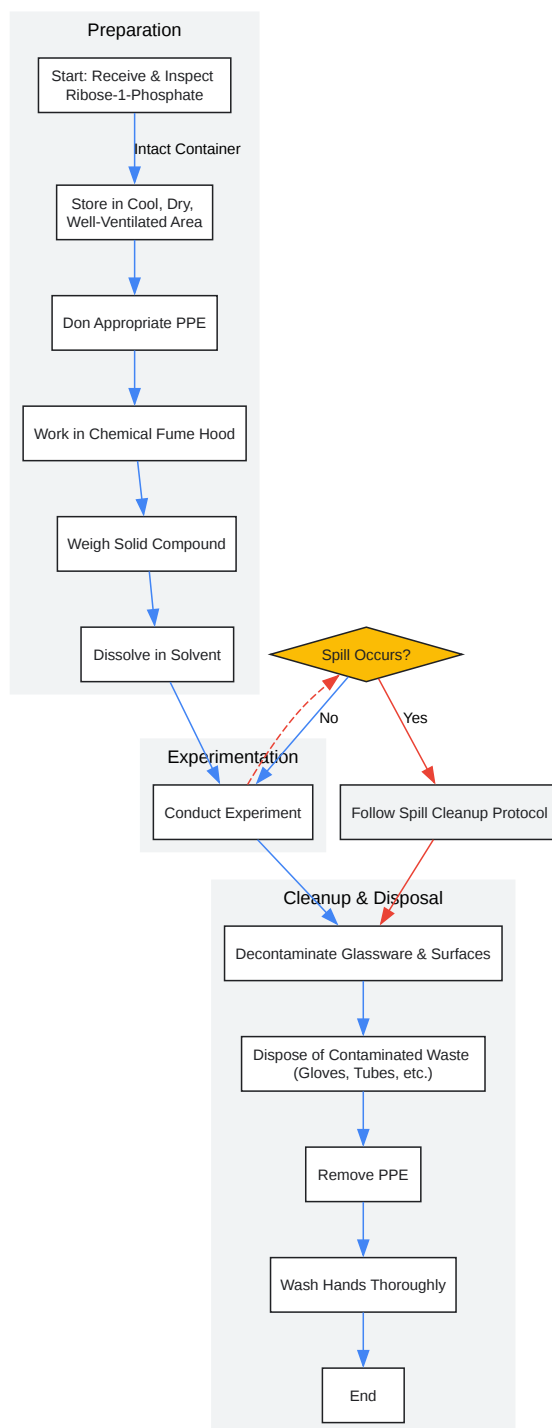 Preparation
Start: Receive & Inspect
Ribose-1-Phosphate
Intact Container
Store in Cool, Dry,
Well-Ventilated Area
Don Appropriate PPE
Work in Chemical Fume Hood
Weigh Solid Compound
Dissolve in Solvent
Spill Occurs?
No
Yes
Experimentation
Conduct Experiment
Follow Spill Cleanup Protocol
Cleanup & Disposal
Decontaminate Glassware & Surfaces
Dispose of Contaminated Waste
(Gloves, Tubes, etc.)
Remove PPE
Wash Hands Thoroughly
End